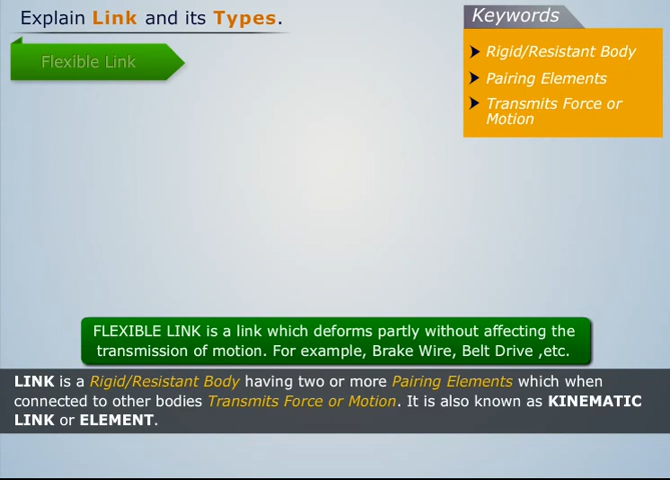 Explain Link and its Types.
Keywords
Flexible Link
Rigid/Resistant Body
Pairing Elements
Transmits Force or
Motion
FLEXIBLE LINK is a link which deforms partly without affecting the
transmission of motion. For example, Brake Wire, Belt Drive ,etc.
LINK is a Rigid/Resistant Body having two or more Pairing Elements which when
connected to other bodies Transmits Force or Motion. It is also known as KINEMATIC
LINK or ELEMENT.